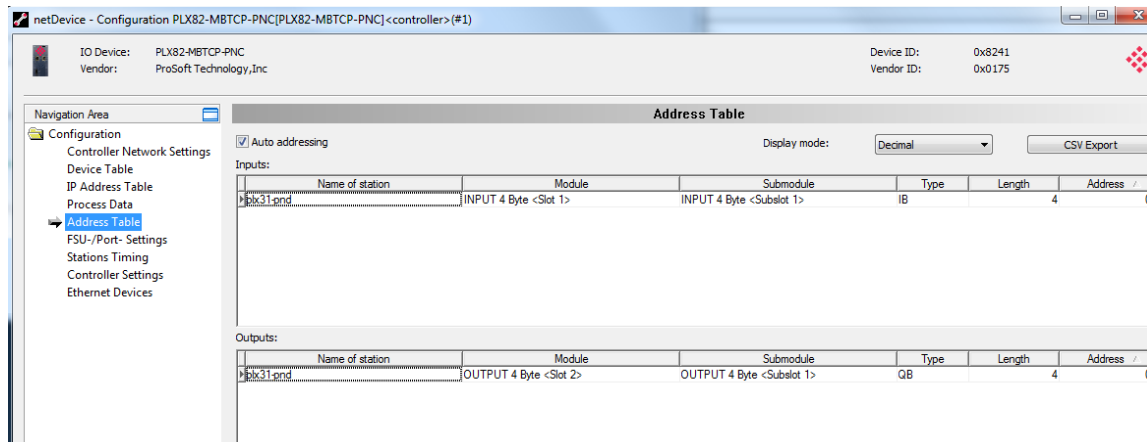 netDevice - Configuration PLX82-MBTCP-PNC[PLX82-MBTCP-PNC]<controller>(#1)
IO Device: PLX82-MBTCP-PNC Device ID: 0x8241
Vendor: ProSoft Technology,Inc Vendor ID: 0x0175
Navigation Area
Configuration
Controller Network Settings
Device Table
IP Address Table
Process Data
Address Table
FSU-/Port- Settings
Stations Timing
Controller Settings
Ethernet Devices
Address Table
Auto addressing Display mode: Decimal CSV Export
Inputs:
Name of station Module Submodule Type Length Address
plx31-pnd INPUT 4 Byte <Slot 1> INPUT 4 Byte <Subslot 1> IB 4
Outputs:
Name of station Module Submodule Type Length Address
plx31-pnd OUTPUT 4 Byte <Slot 2> OUTPUT 4 Byte <Subslot 1> QB 4